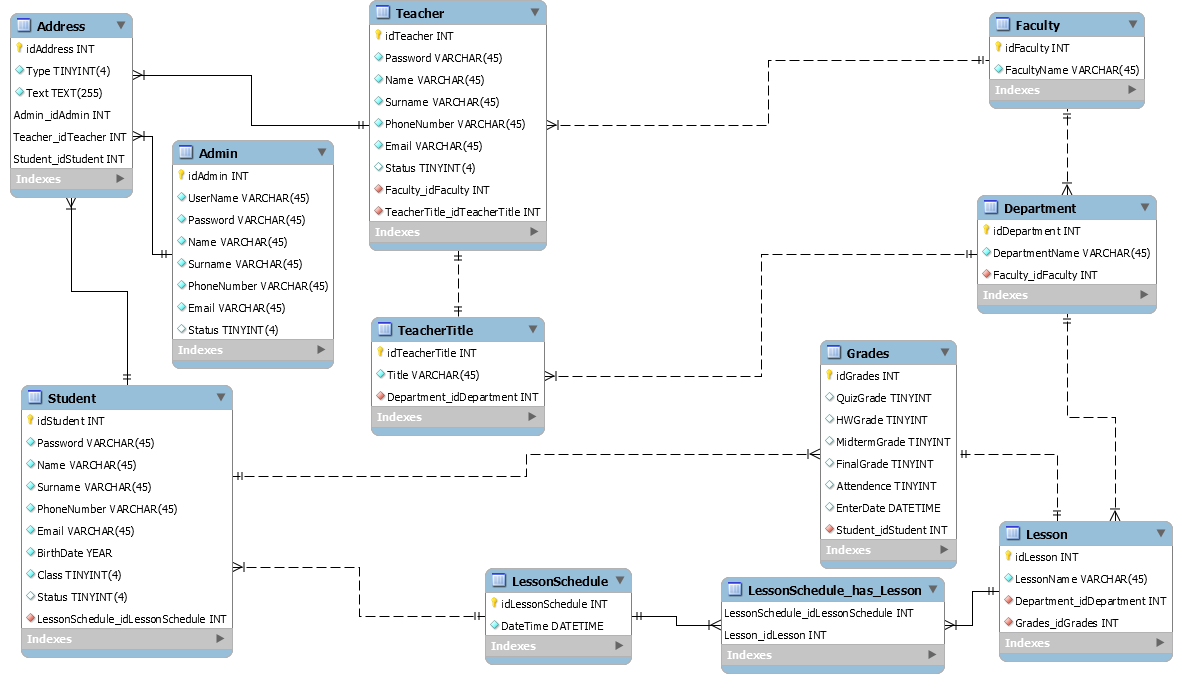 Address
idAddress INT
Type TINYINT(4)
Text TEXT(255)
Admin_idAdmin INT
Teacher_idTeacher INT
Student_idStudent INT
Indexes
Admin
idAdmin INT
UserName VARCHAR(45)
Password VARCHAR(45)
Name VARCHAR(45)
Surname VARCHAR(45)
PhoneNumber VARCHAR(45)
Email VARCHAR(45)
Status TINYINT(4)
Indexes
Teacher
idTeacher INT
Password VARCHAR(45)
Name VARCHAR(45)
Surname VARCHAR(45)
PhoneNumber VARCHAR(45)
Email VARCHAR(45)
Status TINYINT(4)
Faculty_idFaculty INT
TeacherTitle_idTeacherTitle INT
Indexes
Faculty
idFaculty INT
FacultyName VARCHAR(45)
Indexes
Department
idDepartment INT
DepartmentName VARCHAR(45)
Faculty_idFaculty INT
Indexes
TeacherTitle
idTeacherTitle INT
Title VARCHAR(45)
Department_idDepartment INT
Indexes
Grades
idGrades INT
QuizGrade TINYINT
HWGrade TINYINT
MidtermGrade TINYINT
FinalGrade TINYINT
Attendence TINYINT
EnterDate DATETIME
Student_idStudent INT
Indexes
Student
idStudent INT
Password VARCHAR(45)
Name VARCHAR(45)
Surname VARCHAR(45)
PhoneNumber VARCHAR(45)
Email VARCHAR(45)
BirthDate YEAR
Class TINYINT(4)
Status TINYINT(4)
LessonSchedule_idLessonSchedule INT
Indexes
LessonSchedule
idLessonSchedule INT
DateTime DATETIME
Indexes
LessonSchedule_has_Lesson
LessonSchedule_idLessonSchedule INT
Lesson_idLesson INT
Indexes
Lesson
idLesson INT
LessonName VARCHAR(45)
Department_idDepartment INT
Grades_idGrades INT
Indexes